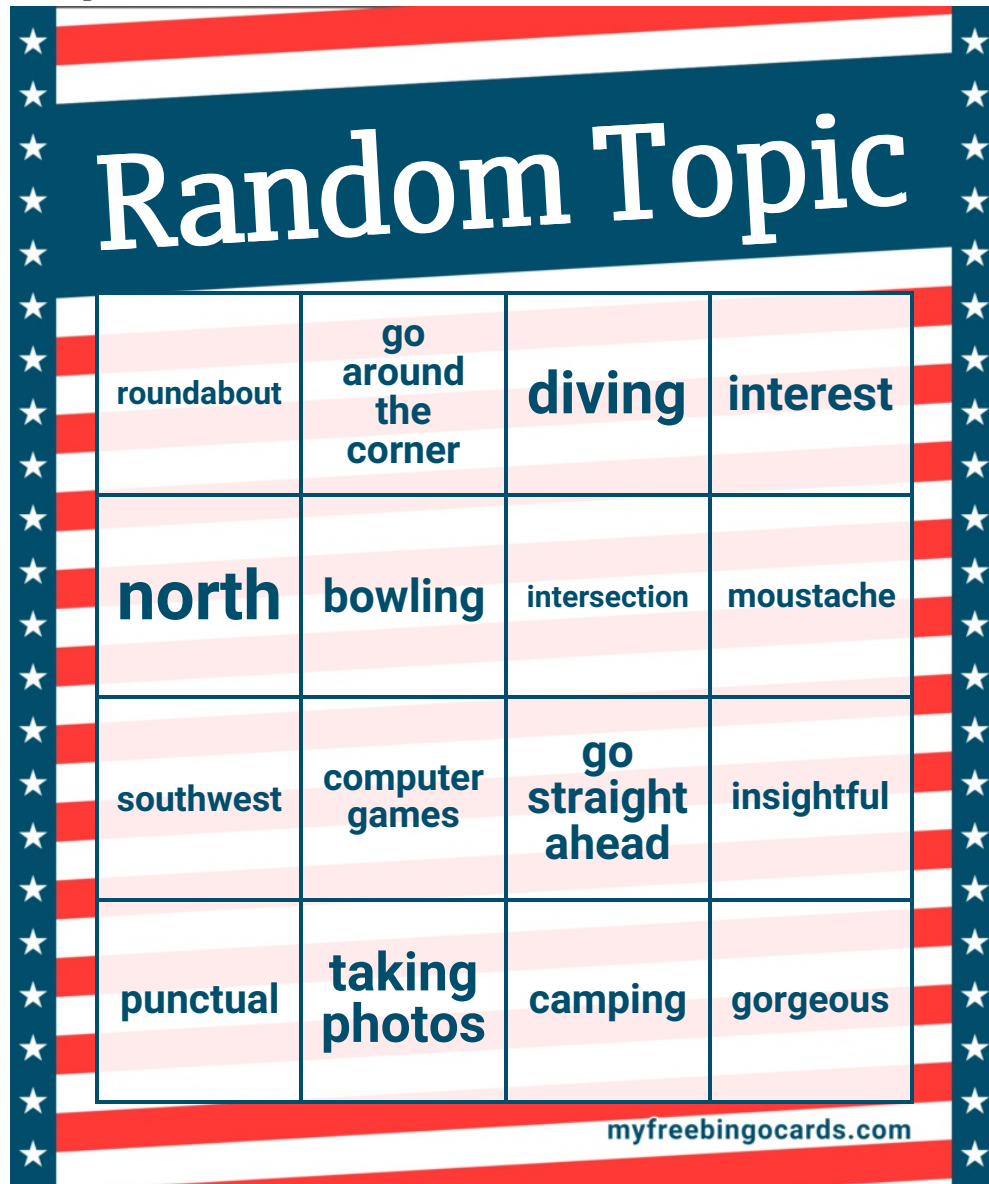 Random Topic
roundabout
go
around
the
corner
diving
interest
north
bowling
intersection
moustache
southwest
computer
games
go
straight
ahead
insightful
punctual
taking
photos
camping
gorgeous
myfreebingocards.com